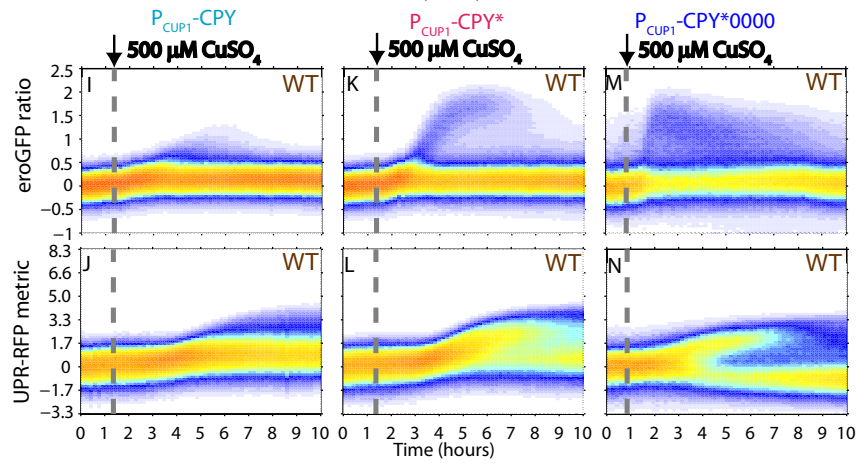 P_CUP1-CPY P_CUP1-CPY* P_CUP1-CPY*0000
500 µM CuSO₄ 500 µM CuSO₄ 500 µM CuSO₄
eroGFP ratio
2.5
2
1.5
1
0.5
0
−0.5
−1
I WT
K WT
M WT
UPR-RFP metric
8.3
6.6
5.0
3.3
1.7
0
−1.7
−3.3
J WT
L WT
N WT
0 1 2 3 4 5 6 7 8 9 10 0 1 2 3 4 5 6 7 8 9 10 0 1 2 3 4 5 6 7 8 9 10
Time (hours)